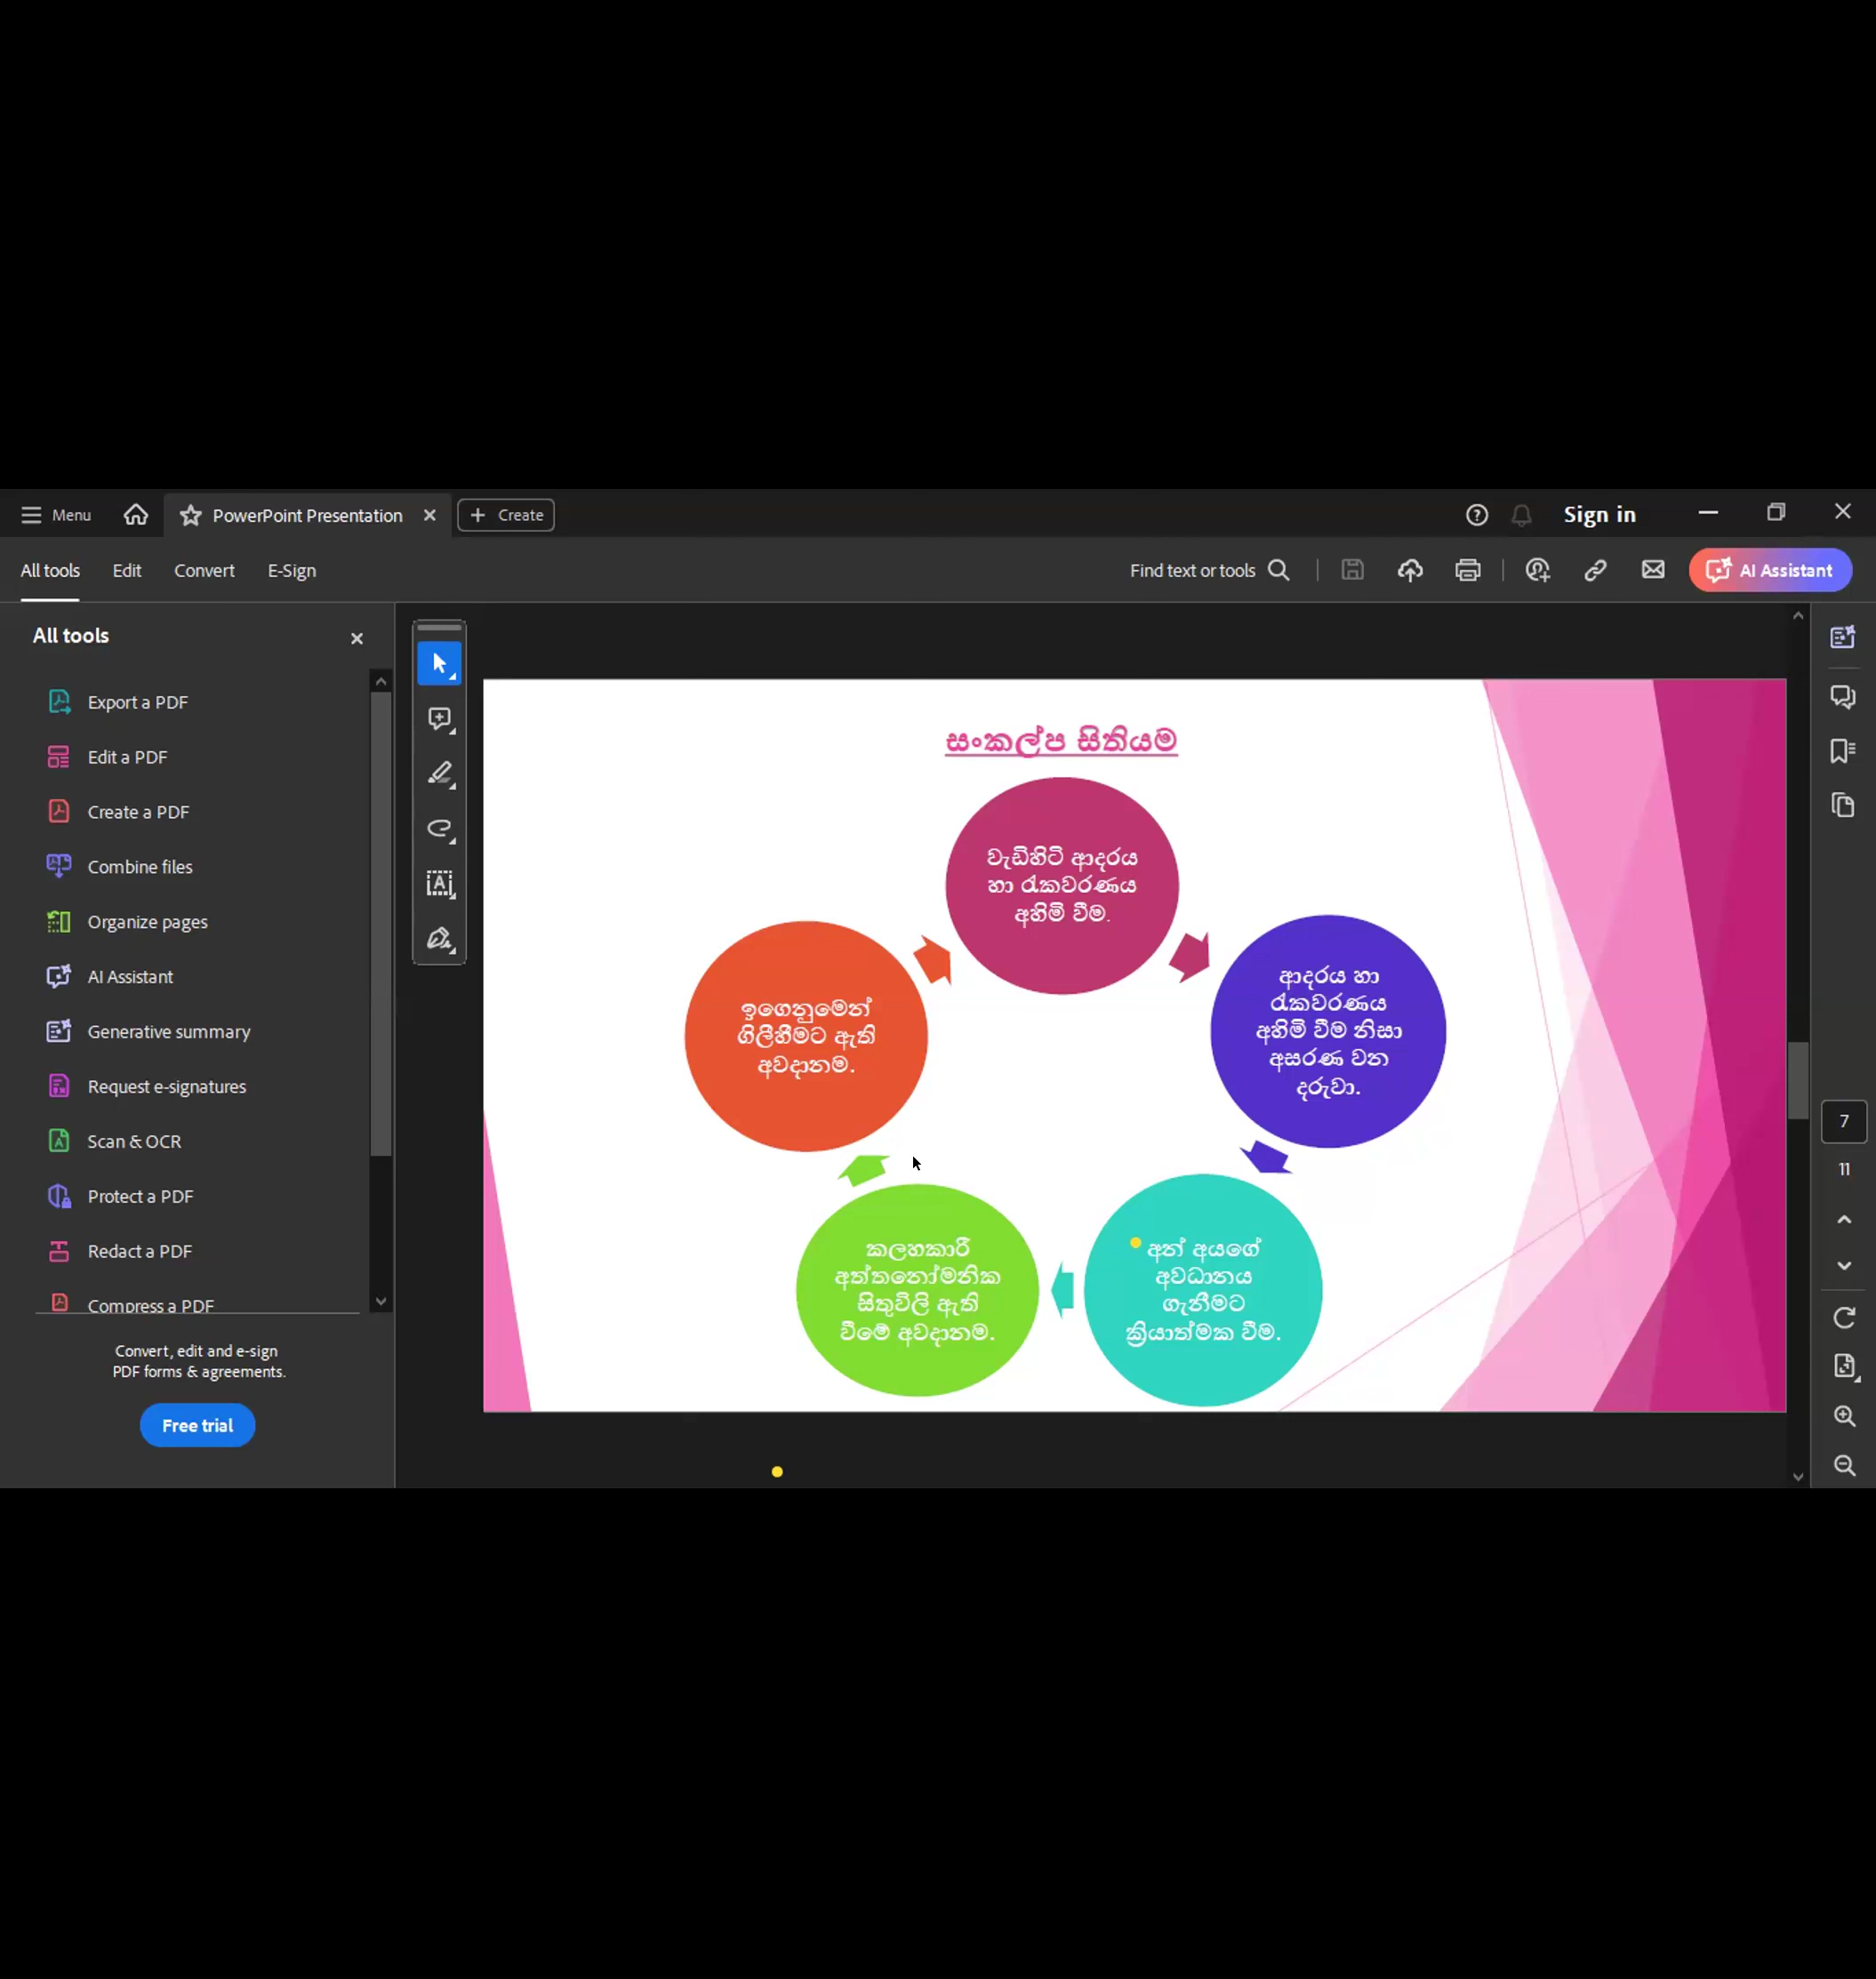 Menu
PowerPoint Presentation
Create
Sign in
All tools
Edit
Convert
E-Sign
Find text or tools
AI Assistant
All tools
Export a PDF
Edit a PDF
Create a PDF
Combine files
Organize pages
AI Assistant
Generative summary
Request e-signatures
Scan & OCR
Protect a PDF
Redact a PDF
Compress a PDF
Convert, edit and e-sign
PDF forms & agreements.
Free trial
සංකල්ප සිතියම
වැඩිහිටි ආදරය
හා රැකවරණය
අහිමි වීම.
ආදරය හා
රැකවරණය
අහිමි වීම නිසා
අසරණ වන
දරුවා.
අන් අයගේ
අවධානය
ගැනීමට
ක්‍රියාත්මක වීම.
කලහකාරී
අත්තනෝමතික
සිතුවිලි ඇති
වීමේ අවදානම.
ඉගෙනුමෙන්
ගිලිහීමට ඇති
අවදානම.
7
11